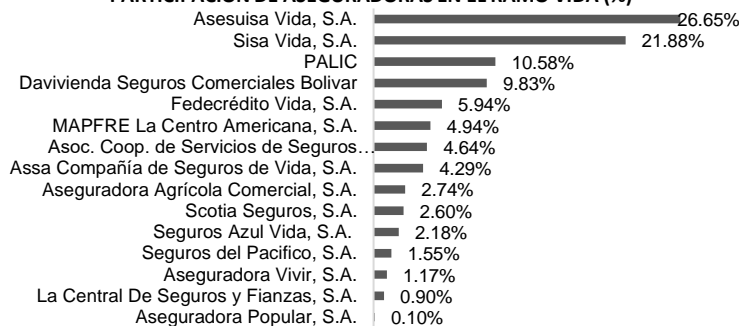 PARTICIPACIÓN DE ASEGURADORAS EN EL RAMO VIDA (%)
Asesuisa Vida, S.A. 26.65%
Sisa Vida, S.A. 21.88%
PALIC 10.58%
Davivienda Seguros Comerciales Bolivar 9.83%
Fedecrédito Vida, S.A. 5.94%
MAPFRE La Centro Americana, S.A. 4.94%
Asoc. Coop. de Servicios de Seguros… 4.64%
Assa Compañía de Seguros de Vida, S.A. 4.29%
Aseguradora Agrícola Comercial, S.A. 2.74%
Scotia Seguros, S.A. 2.60%
Seguros Azul Vida, S.A. 2.18%
Seguros del Pacifico, S.A. 1.55%
Aseguradora Vivir, S.A. 1.17%
La Central De Seguros y Fianzas, S.A. 0.90%
Aseguradora Popular, S.A. 0.10%